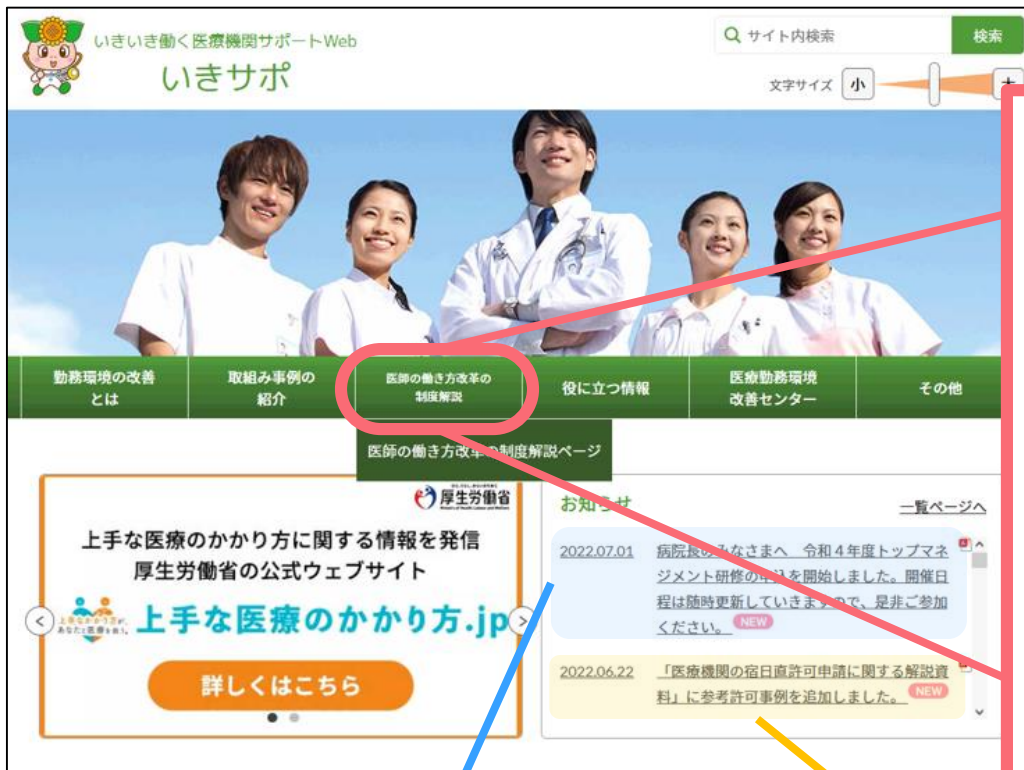 いきいき働く医療機関サポートWeb
いきサポ
サイト内検索
検索
文字サイズ 小
勤務環境の改善
とは
取組み事例の
紹介
医師の働き方改革の
制度解説
役に立つ情報
医療勤務環境
改善センター
その他
医師の働き方改革の制度解説ページ
厚生労働省
上手な医療のかかり方に関する情報を発信
厚生労働省の公式ウェブサイト
上手な医療のかかり方.jp
詳しくはこちら
お知らせ
一覧ページへ
2022.07.01 病院長のみなさまへ 令和4年度トップマネ
ジメント研修の申込を開始しました。開催日
程は随時更新していきますので、是非ご参加
ください。 NEW
2022.06.22 「医療機関の宿日直許可申請に関する解説資
料」に参考許可事例を追加しました。 NEW